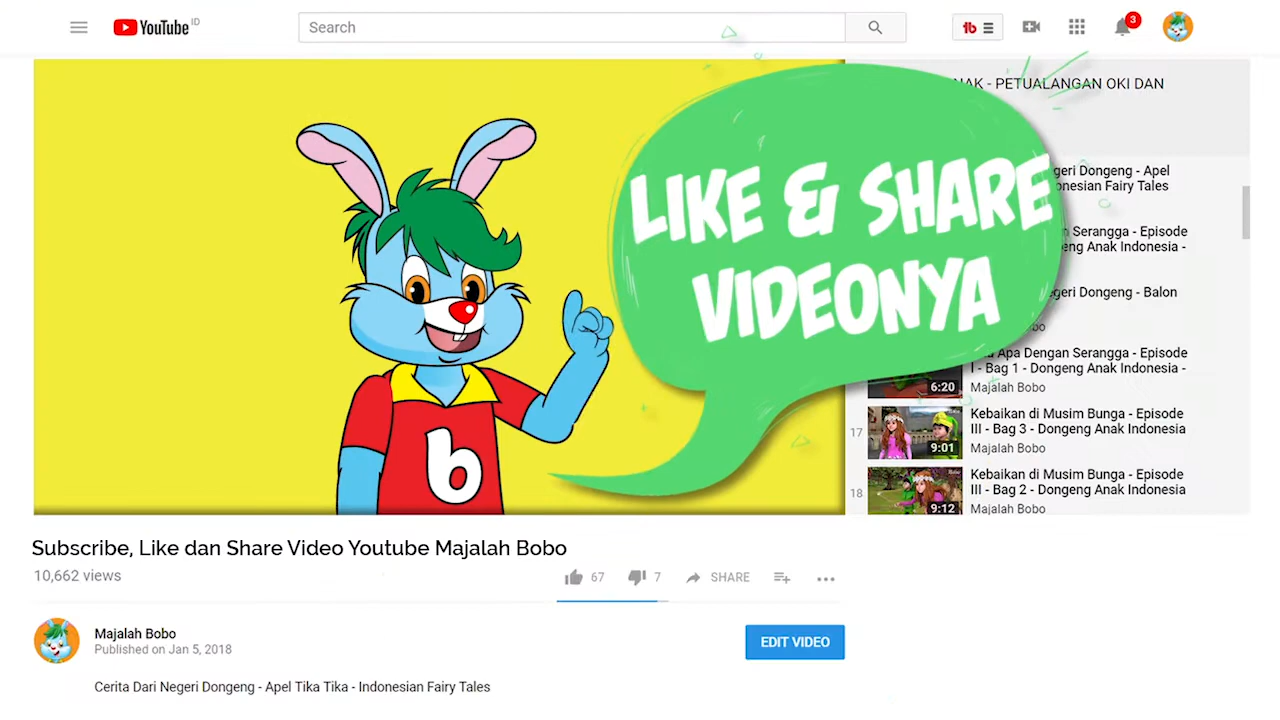 YouTube ID
Search
3
NAK - PETUALANGAN OKI DAN
LIKE & SHARE
VIDEONYA
geri Dongeng - Apel
onesian Fairy Tales
Serangga - Episode
g Anak Indonesia -
egeri Dongeng - Balon
bo
Apa Dengan Serangga - Episode
I - Bag 1 - Dongeng Anak Indonesia -
Majalah Bobo
6:20
17
Kebaikan di Musim Bunga - Episode
III - Bag 3 - Dongeng Anak Indonesia
Majalah Bobo
9:01
18
Kebaikan di Musim Bunga - Episode
III - Bag 2 - Dongeng Anak Indonesia
Majalah Bobo
9:12
b
Subscribe, Like dan Share Video Youtube Majalah Bobo
10,662 views
67 7 SHARE
Majalah Bobo
Published on Jan 5, 2018
EDIT VIDEO
Cerita Dari Negeri Dongeng - Apel Tika Tika - Indonesian Fairy Tales